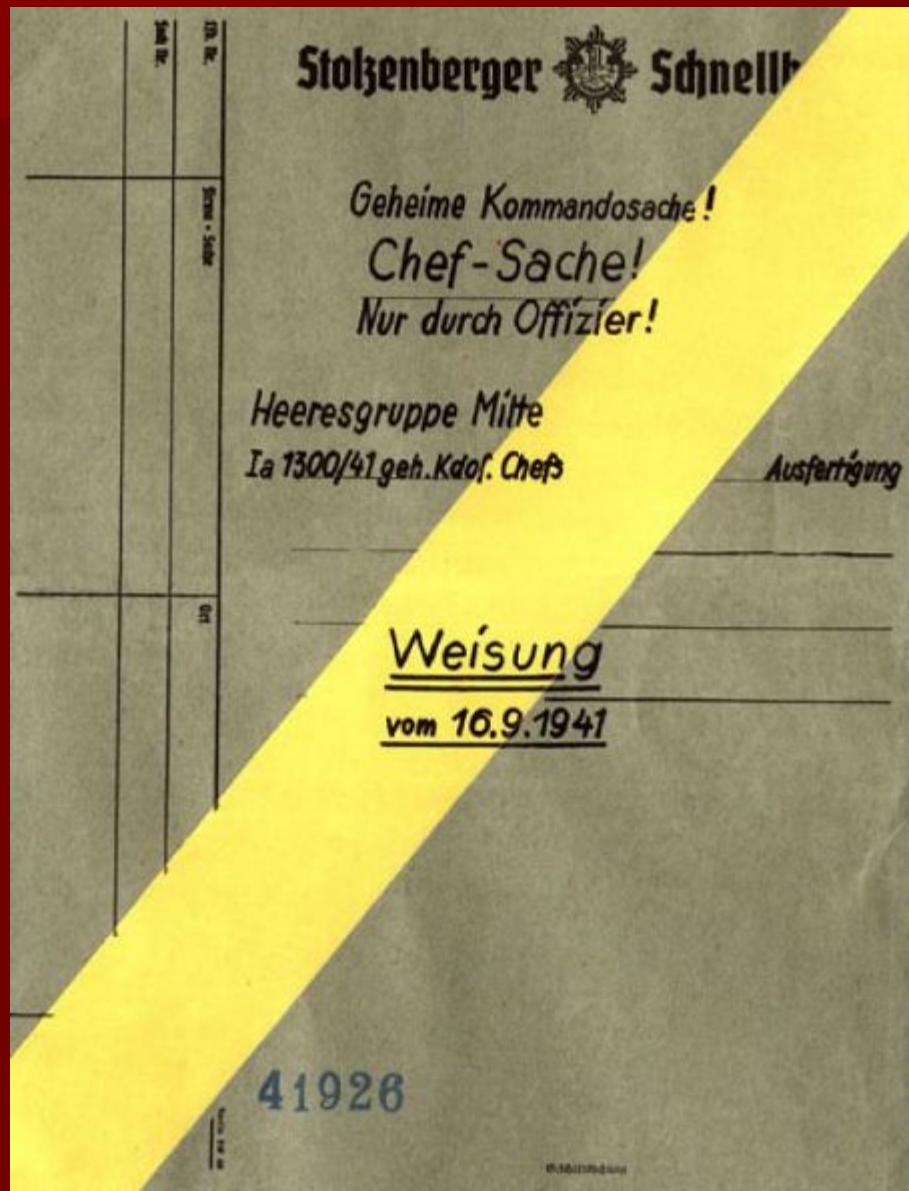 Stolzenberger Schnellh
Geheime Kommandosache!
Chef-Sache!
Nur durch Offizier!
Heeresgruppe Mitte
Ia 1300/41 geh. Kdos. Chefs
Ausfertigung
Weisung
vom 16.9.1941
41926
Ort